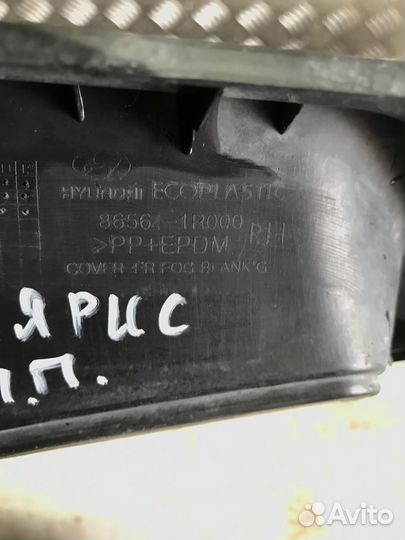 HYUNDAI ECOPLASTIC
86564-1R000
>PP+EPDM RH
COVER-FR FOG BLANK'G
ЯРИС
П.П.
Avito